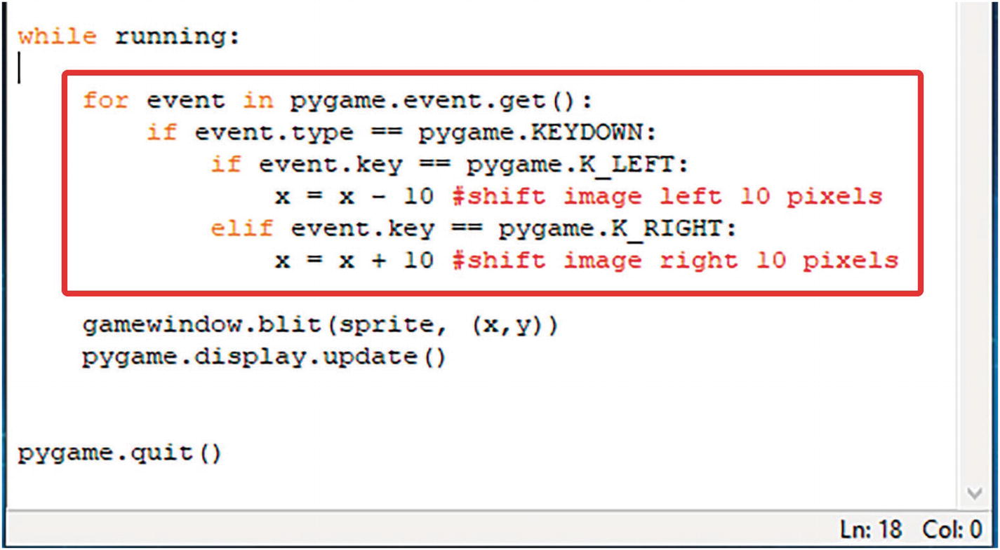 while running:
    for event in pygame.event.get():
        if event.type == pygame.KEYDOWN:
            if event.key == pygame.K_LEFT:
                x = x - 10 #shift image left 10 pixels
            elif event.key == pygame.K_RIGHT:
                x = x + 10 #shift image right 10 pixels
    gamewindow.blit(sprite, (x,y))
    pygame.display.update()
pygame.quit()
Ln: 18 Col: 0